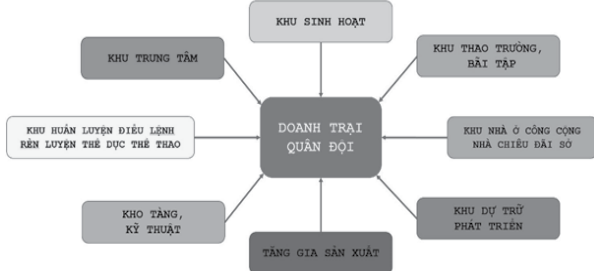 KHU SINH HOẠT
KHU TRUNG TÂM
KHU THAO TRƯỜNG,
BÃI TẬP
DOANH TRẠI
QUÂN ĐỘI
KHU HUẤN LUYỆN ĐIỀU LỆNH
RÈN LUYỆN THỂ DỤC THỂ THAO
KHU NHÀ Ở CÔNG CỘNG
NHÀ CHIÊU ĐÃI SỞ
KHO TÀNG,
KỸ THUẬT
KHU DỰ TRỮ
PHÁT TRIỂN
TĂNG GIA SẢN XUẤT